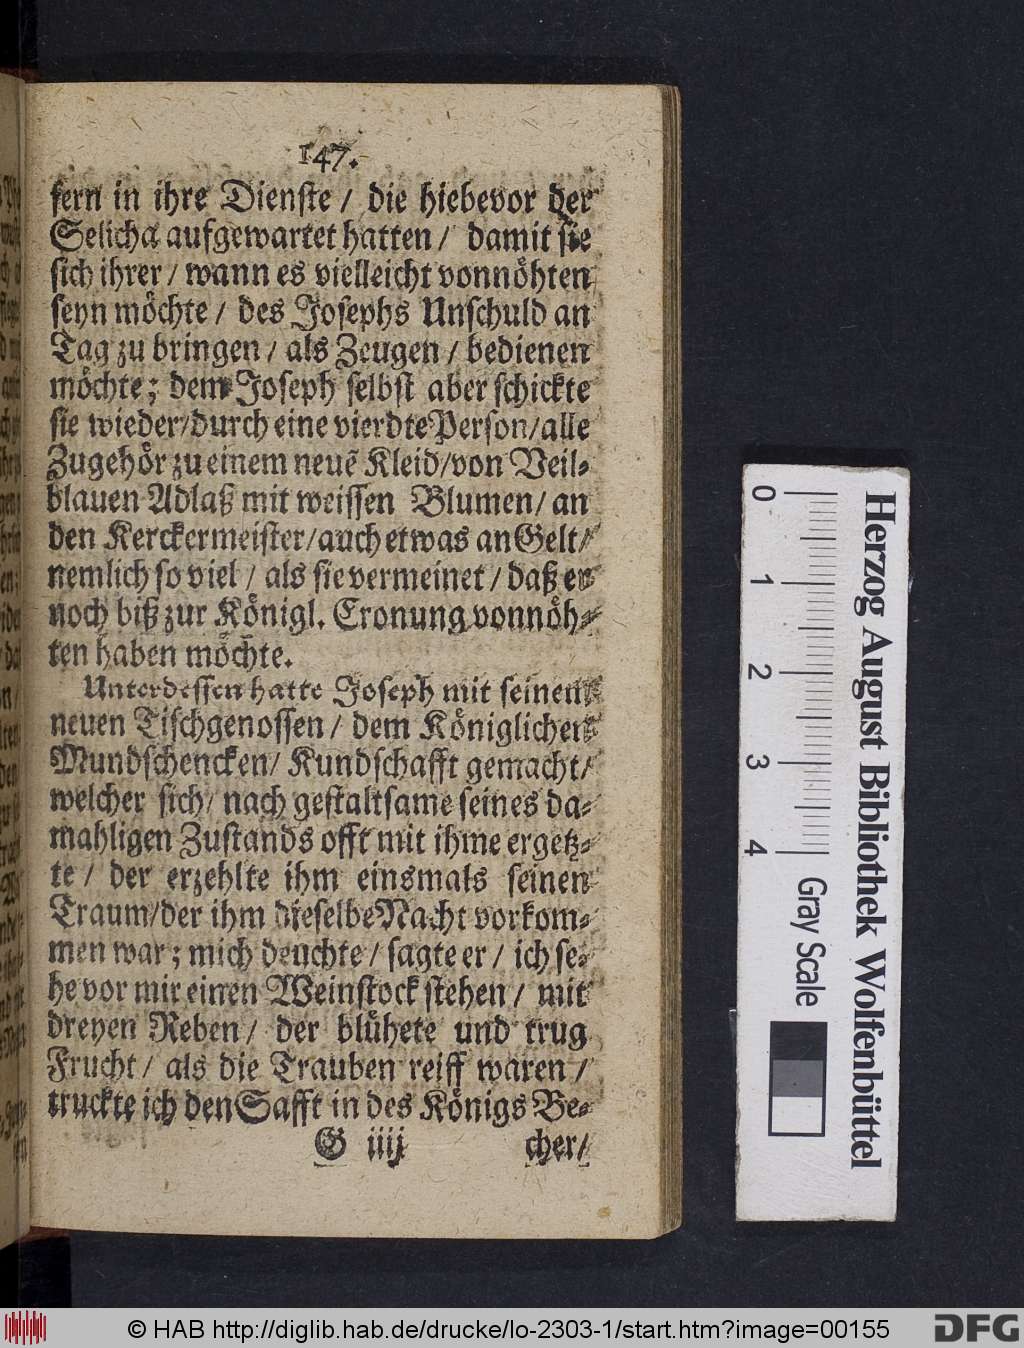 147.
fern in ihre Dienste / die hiebevor der
Selicha aufgewartet hatten / damit sie
sich ihrer / wann es vielleicht vonnöhten
seyn möchte / des Josephs Unschuld an
Tag zu bringen / als Zeugen / bedienen
möchte; dem Joseph selbst aber schickte
sie wieder/durch eine vierdte Person/alle
Zugehör zu einem neuẽ Kleid/von Veil-
blauen Adlaß mit weissen Blumen/ an
den Kerckermeister/auch etwas an Gelt/
nemlich so viel / als sie vermeinet / daß er
noch biß zur Königl. Cronung vonnöh-
ten haben möchte.
Unterdessen hatte Joseph mit seinem
neuen Tischgenossen / dem Königlichen
Mundschencken/ Kundschafft gemacht/
welcher sich/ nach gestaltsame seines da-
mahligen Zustands offt mit ihme ergetz-
te / der erzehlte ihm einsmals seinen
Traum/der ihm dieselbe Nacht vorkom-
men war; mich deuchte / sagte er / ich se-
he vor mir einen Weinstock stehen / mit
dreyen Reben / der blühete und trug
Frucht / als die Trauben reiff waren /
truckte ich den Safft in des Königs Be-
G iiij cher/
0 1 2 3 4
Gray Scale
Herzog August Bibliothek Wolfenbüttel
© HAB http://diglib.hab.de/drucke/lo-2303-1/start.htm?image=00155
DFG